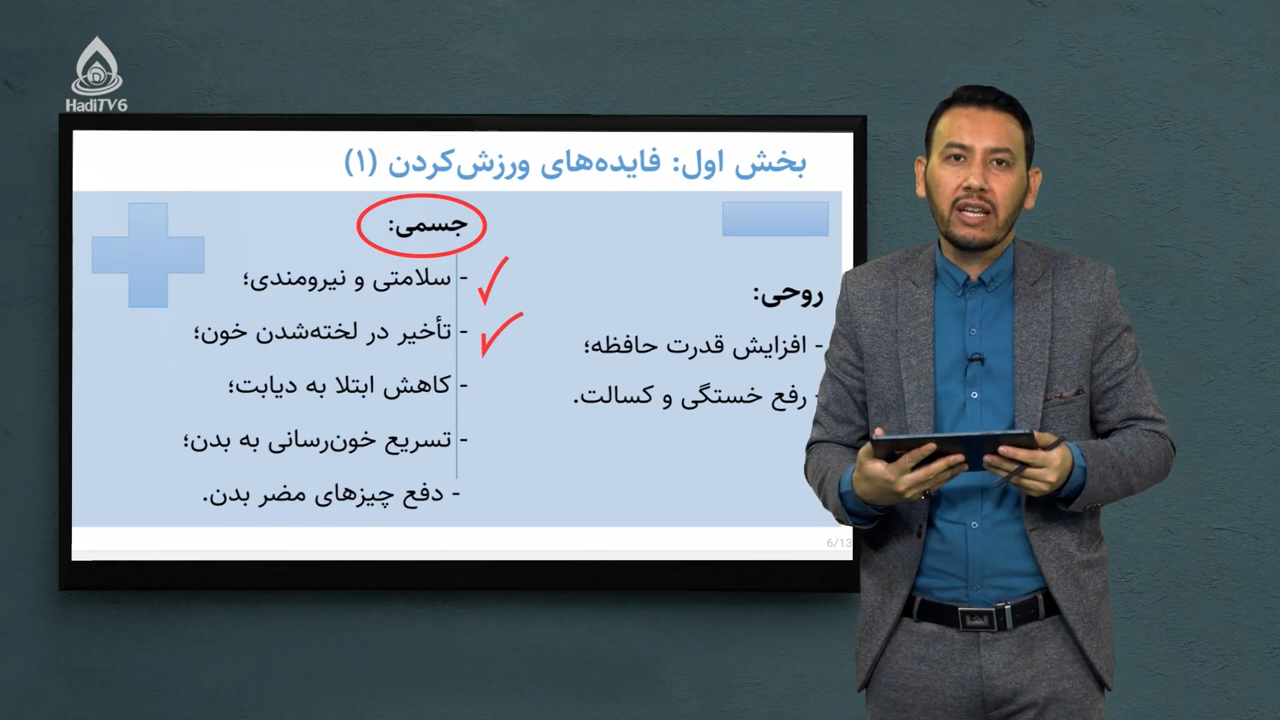 HadiTV6
بخش اول: فایده‌های ورزش‌کردن (۱)
روحی:
- افزایش قدرت حافظه؛
- رفع خستگی و کسالت.
جسمی:
- سلامتی و نیرومندی؛
- تأخیر در لخته‌شدن خون؛
- کاهش ابتلا به دیابت؛
- تسریع خون‌رسانی به بدن؛
- دفع چیزهای مضر بدن.
6/13